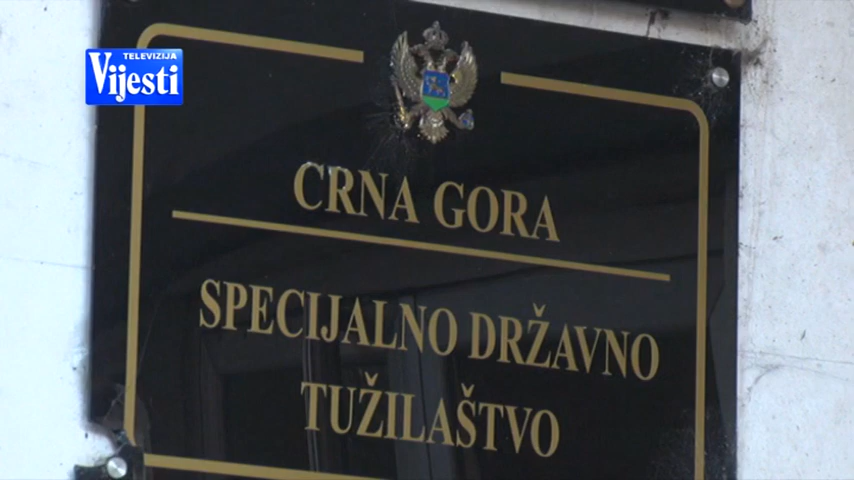 TELEVIZIJA
Vijesti
CRNA GORA
SPECIJALNO DRŽAVNO
TUŽILAŠTVO